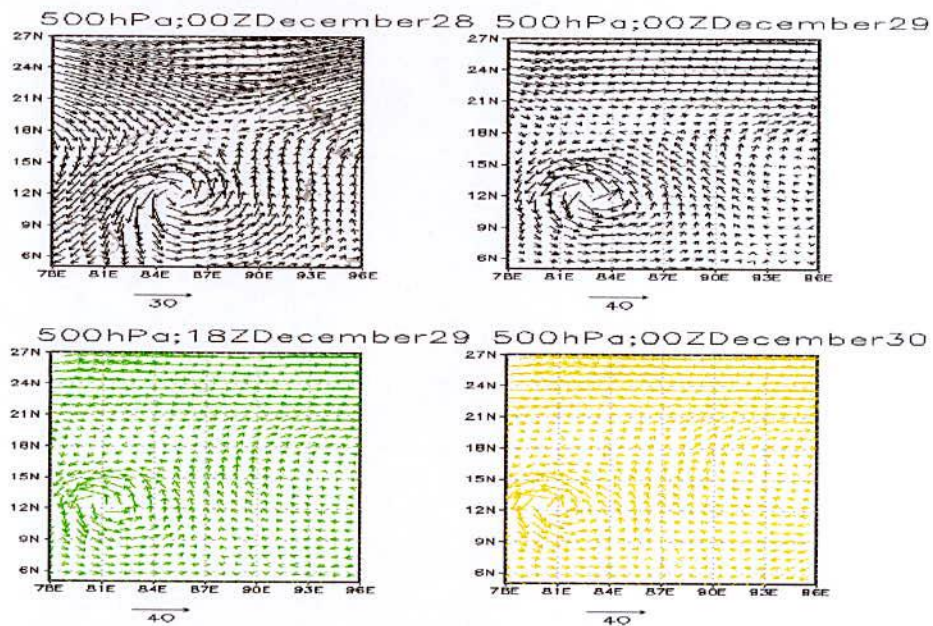 500hPa;00ZDecember28 500hPa;00ZDecember29
27N
24N
21N
18N
15N
12N
9N
6N
78E 81E 84E 87E 90E 93E 96E
30
27N
24N
21N
18N
15N
12N
9N
6N
78E 81E 84E 87E 90E 93E 96E
40
500hPa;18ZDecember29 500hPa;00ZDecember30
27N
24N
21N
18N
15N
12N
9N
6N
78E 81E 84E 87E 90E 93E 96E
40
27N
24N
21N
18N
15N
12N
9N
6N
78E 81E 84E 87E 90E 93E 96E
40